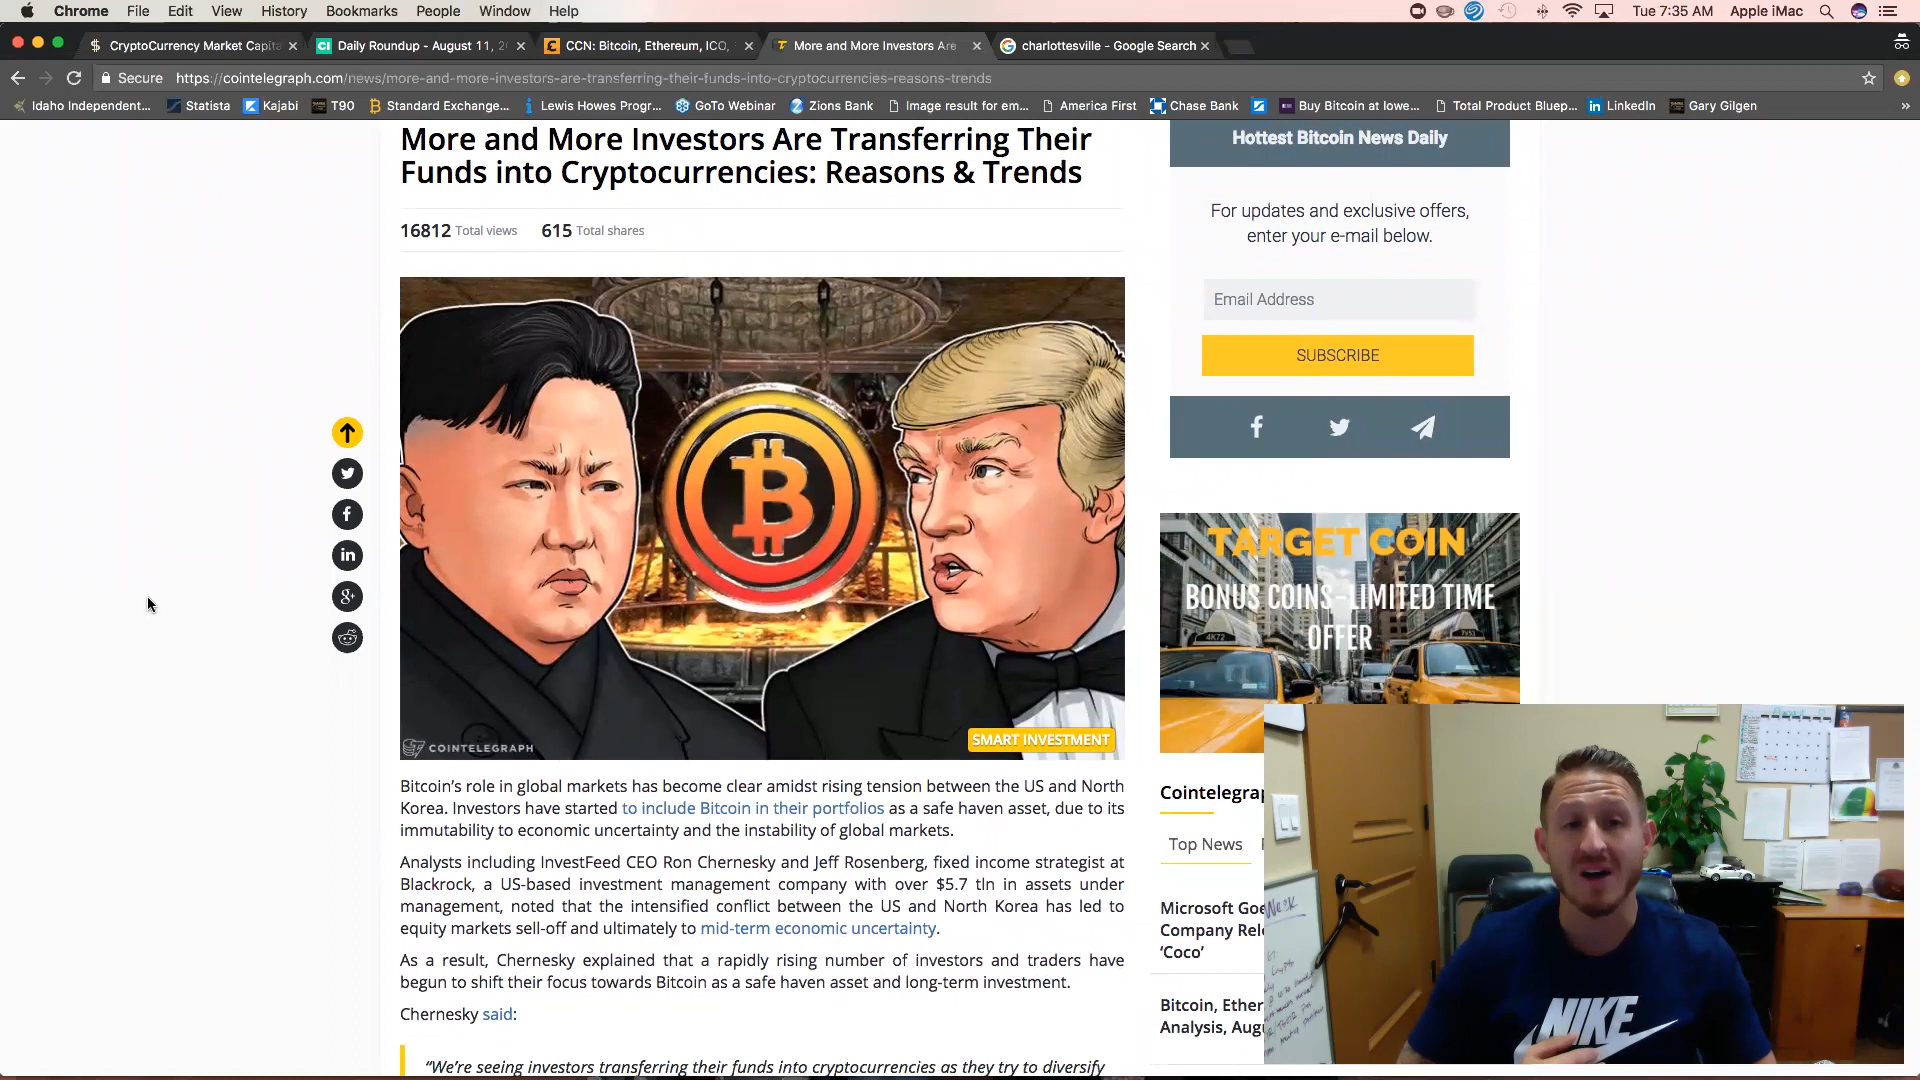 Chrome File Edit View History Bookmarks People Window Help Tue 7:35 AM Apple iMac
CryptoCurrency Market Capita Daily Roundup - August 11, 2 CCN: Bitcoin, Ethereum, ICO, More and More Investors Are charlottesville - Google Search
Secure https://cointelegraph.com/news/more-and-more-investors-are-transferring-their-funds-into-cryptocurrencies-reasons-trends
Idaho Independent... Statista Kajabi T90 Standard Exchange... Lewis Howes Progr... GoTo Webinar Zions Bank Image result for em... America First Chase Bank Buy Bitcoin at lowe... Total Product Bluep... LinkedIn Gary Gilgen
More and More Investors Are Transferring Their
Funds into Cryptocurrencies: Reasons & Trends
16812 Total views 615 Total shares
SMART INVESTMENT
COINTELEGRAPH
Bitcoin's role in global markets has become clear amidst rising tension between the US and North
Korea. Investors have started to include Bitcoin in their portfolios as a safe haven asset, due to its
immutability to economic uncertainty and the instability of global markets.
Analysts including InvestFeed CEO Ron Chernesky and Jeff Rosenberg, fixed income strategist at
Blackrock, a US-based investment management company with over $5.7 tln in assets under
management, noted that the intensified conflict between the US and North Korea has led to
equity markets sell-off and ultimately to mid-term economic uncertainty.
As a result, Chernesky explained that a rapidly rising number of investors and traders have
begun to shift their focus towards Bitcoin as a safe haven asset and long-term investment.
Chernesky said:
"We're seeing investors transferring their funds into cryptocurrencies as they try to diversify
Hottest Bitcoin News Daily
For updates and exclusive offers,
enter your e-mail below.
Email Address
SUBSCRIBE
TARGET COIN
BONUS COINS-LIMITED TIME
OFFER
4K72
Cointelegra
Top News
Microsoft Goe
Company Rel
'Coco'
Bitcoin, Ether
Analysis, Aug
WeeK
NIKE